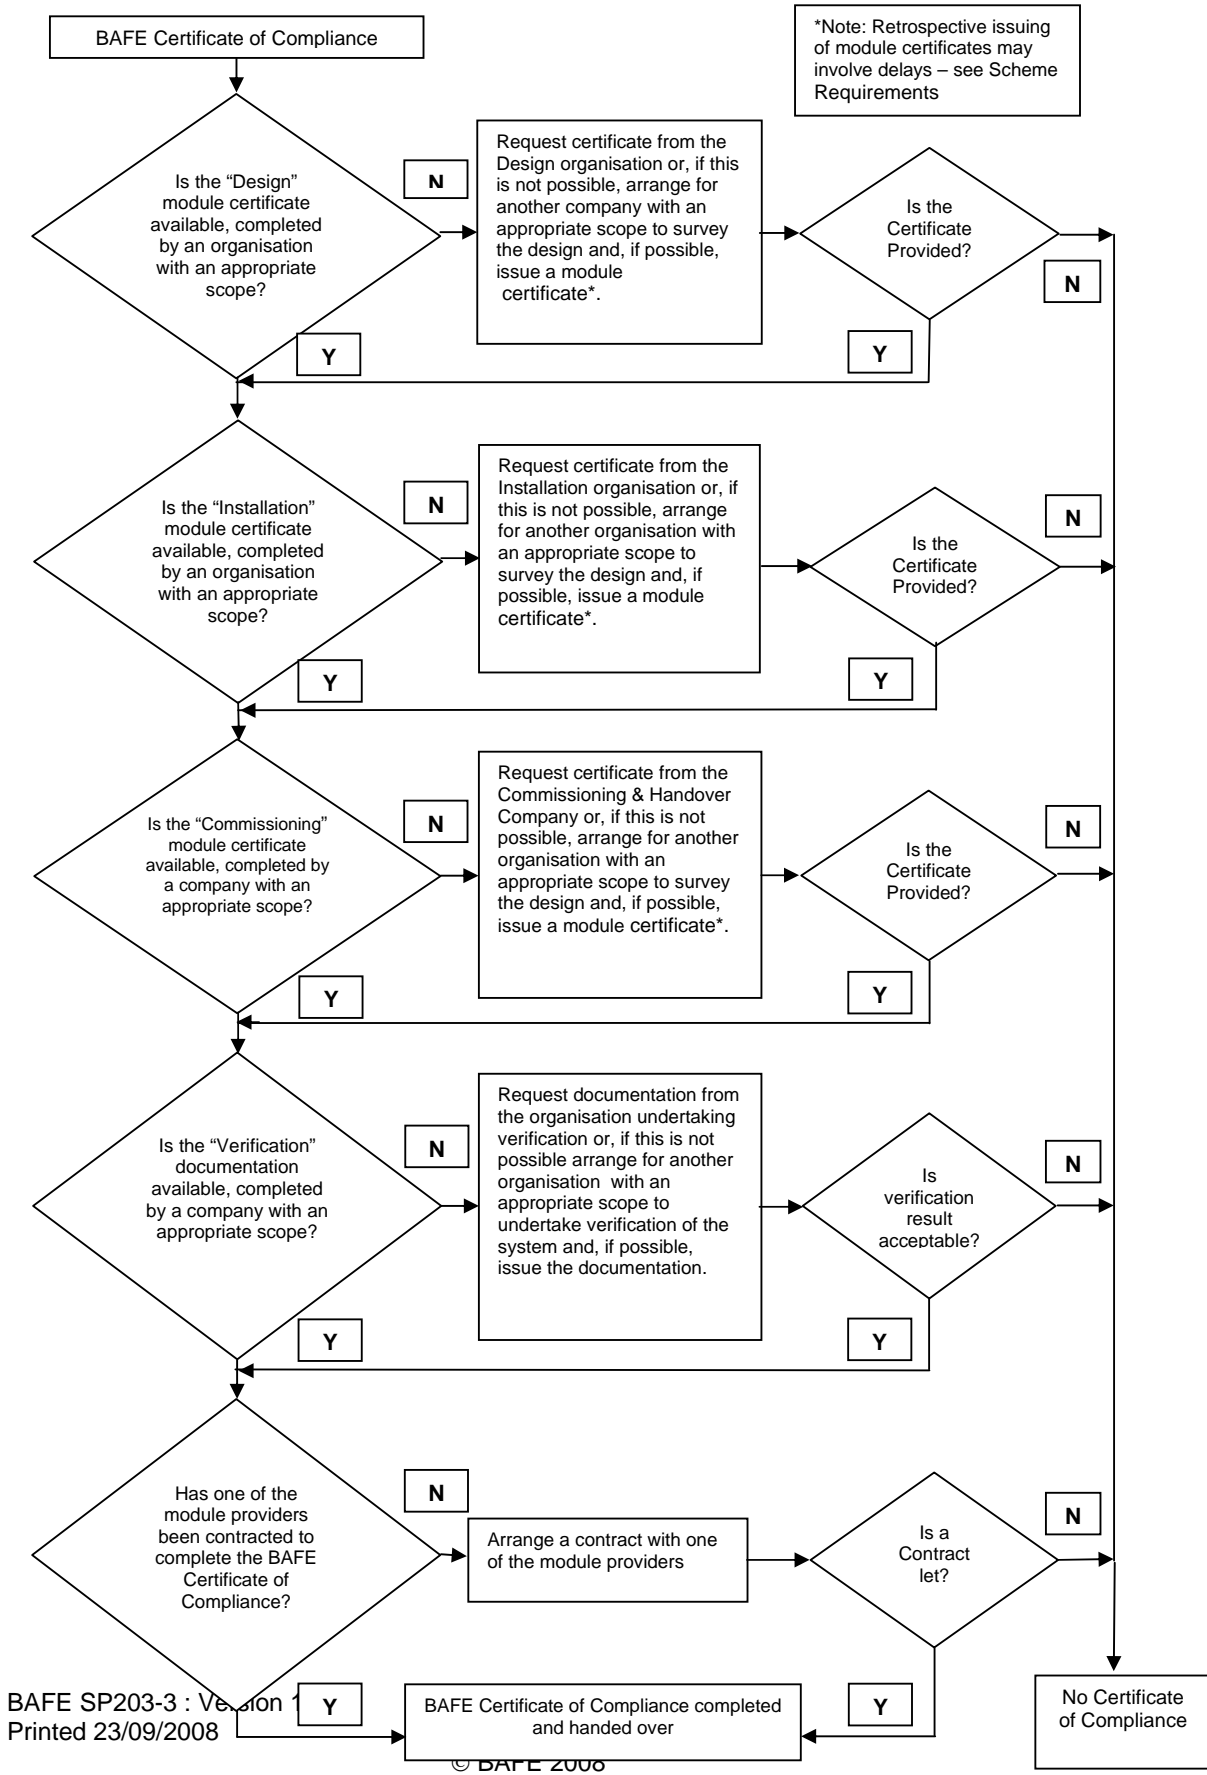 BAFE Certificate of Compliance
*Note: Retrospective issuing
of module certificates may
involve delays – see Scheme
Requirements
Is the “Design”
module certificate
available, completed
by an organisation
with an appropriate
scope?
N
Request certificate from the
Design organisation or, if this
is not possible, arrange for
another company with an
appropriate scope to survey
the design and, if possible,
issue a module
certificate*.
Is the
Certificate
Provided?
N
Y
Y
Is the “Installation”
module certificate
available, completed
by an organisation
with an appropriate
scope?
N
Request certificate from the
Installation organisation or, if
this is not possible, arrange
for another organisation with
an appropriate scope to
survey the design and, if
possible, issue a module
certificate*.
Is the
Certificate
Provided?
N
Y
Y
Is the “Commissioning”
module certificate
available, completed by
a company with an
appropriate scope?
N
Request certificate from the
Commissioning & Handover
Company or, if this is not
possible, arrange for another
organisation with an
appropriate scope to survey
the design and, if possible,
issue a module certificate*.
Is the
Certificate
Provided?
N
Y
Y
Is the “Verification”
documentation
available, completed
by a company with an
appropriate scope?
N
Request documentation from
the organisation undertaking
verification or, if this is not
possible arrange for another
organisation with an
appropriate scope to
undertake verification of the
system and, if possible,
issue the documentation.
Is
verification
result
acceptable?
N
Y
Y
Has one of the
module providers
been contracted to
complete the BAFE
Certificate of
Compliance?
N
Arrange a contract with one
of the module providers
Is a
Contract
let?
N
Y
BAFE Certificate of Compliance completed
and handed over
Y
No Certificate
of Compliance
BAFE SP203-3 : Version 1
Printed 23/09/2008
© BAFE 2008